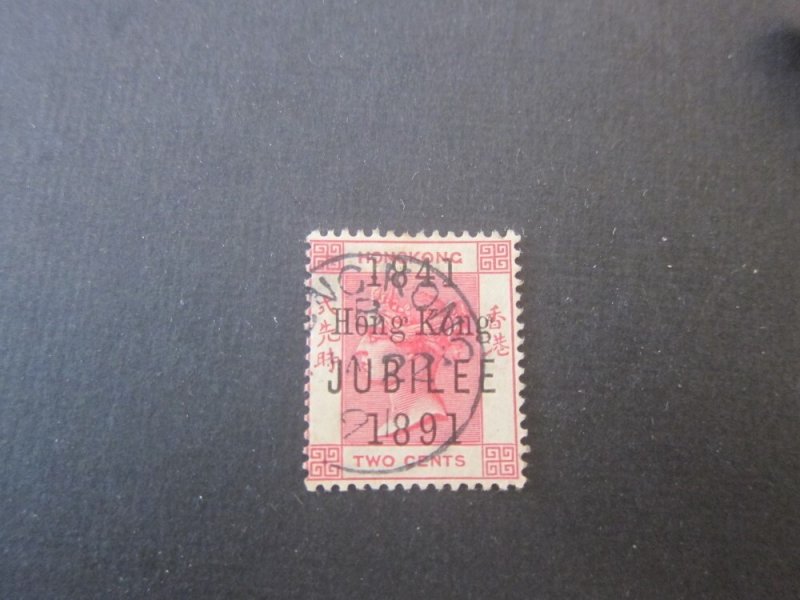 HONGKONG
1841
Hong Kong
JUBILEE
1891
TWO CENTS
香港